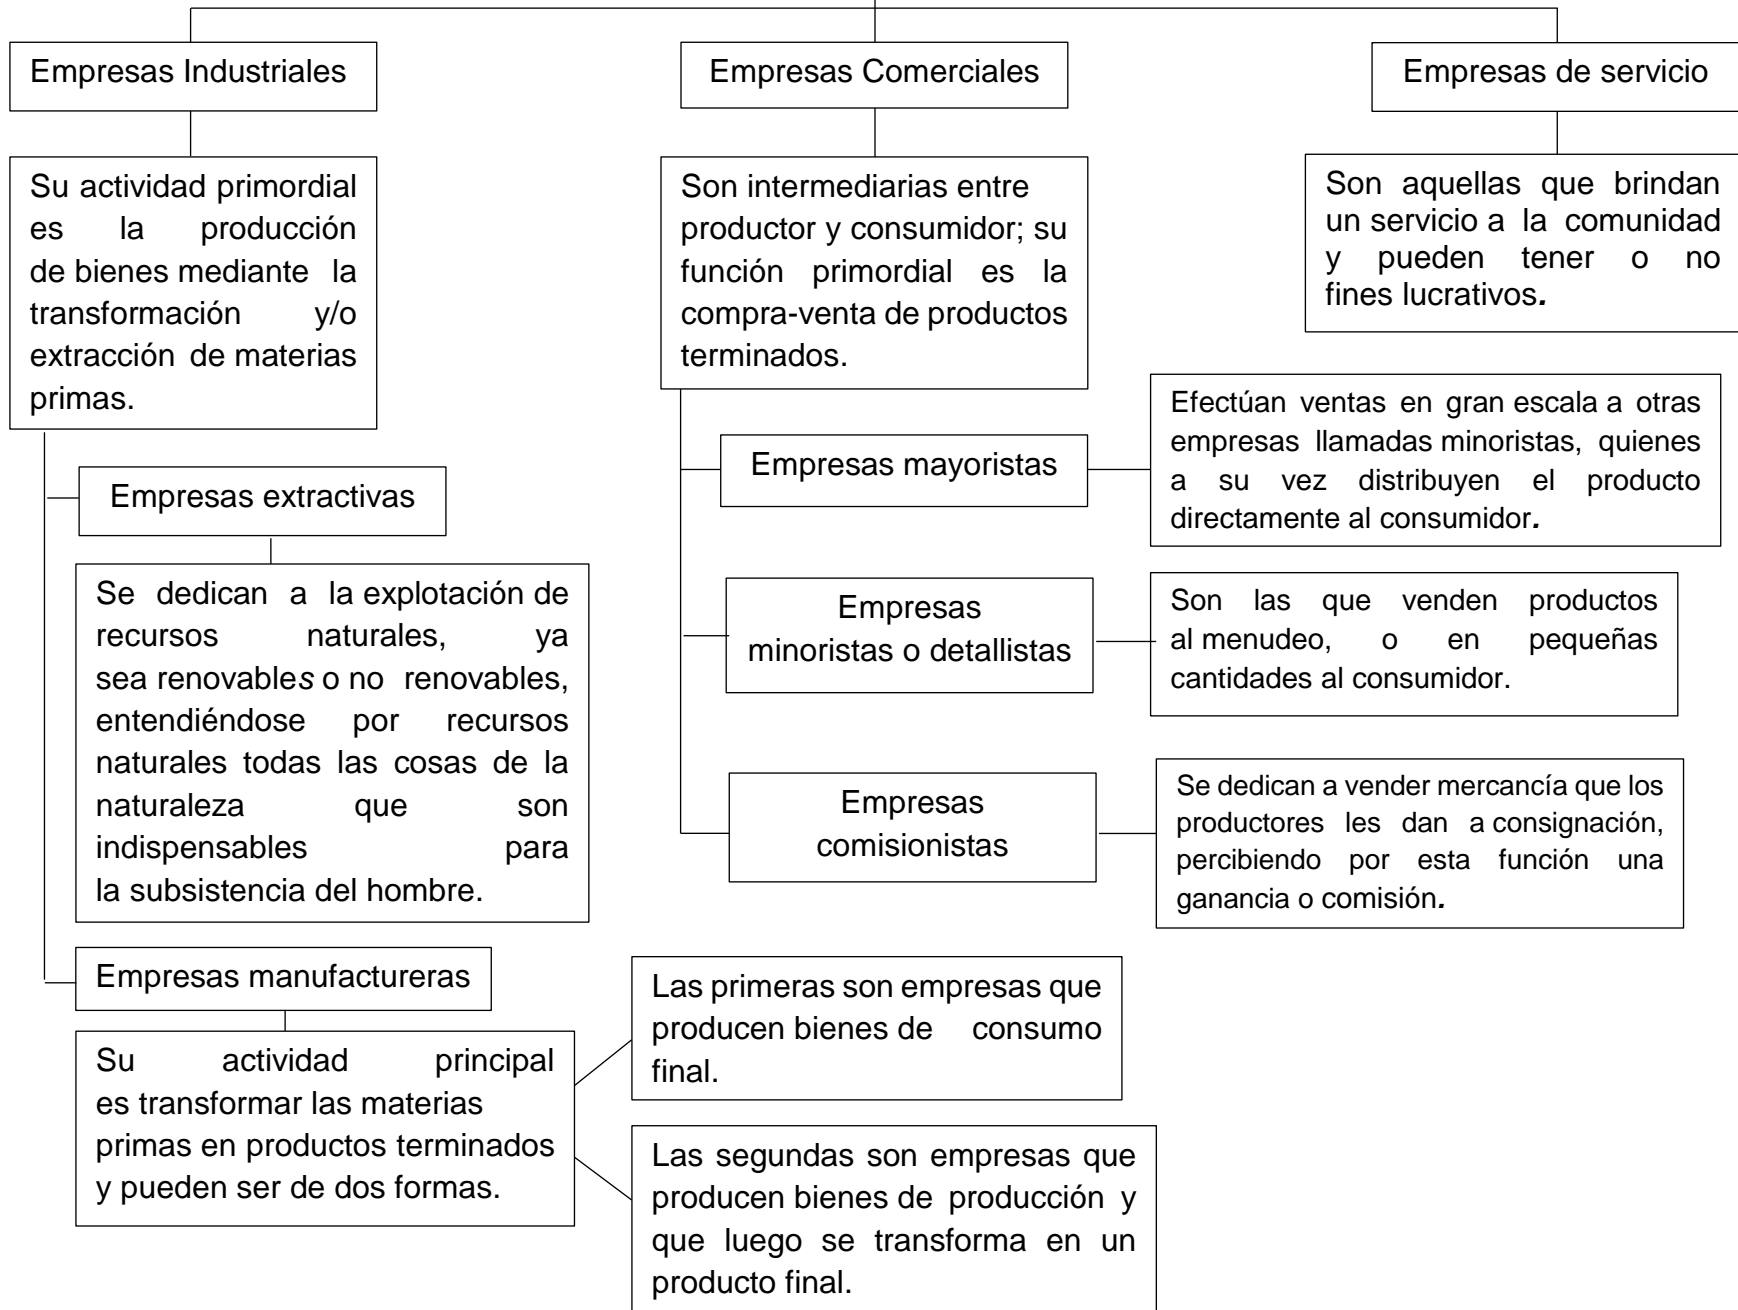 Empresas Industriales
Su actividad primordial
es la producción
de bienes mediante la
transformación y/o
extracción de materias
primas.
Empresas extractivas
Se dedican a la explotación de
recursos naturales, ya
sea renovables o no renovables,
entendiéndose por recursos
naturales todas las cosas de la
naturaleza que son
indispensables para
la subsistencia del hombre.
Empresas manufactureras
Su actividad principal
es transformar las materias
primas en productos terminados
y pueden ser de dos formas.
Las primeras son empresas que
producen bienes de consumo
final.
Las segundas son empresas que
producen bienes de producción y
que luego se transforma en un
producto final.
Empresas Comerciales
Son intermediarias entre
productor y consumidor; su
función primordial es la
compra-venta de productos
terminados.
Empresas mayoristas
Efectúan ventas en gran escala a otras
empresas llamadas minoristas, quienes
a su vez distribuyen el producto
directamente al consumidor.
Empresas
minoristas o detallistas
Son las que venden productos
al menudeo, o en pequeñas
cantidades al consumidor.
Empresas
comisionistas
Se dedican a vender mercancía que los
productores les dan a consignación,
percibiendo por esta función una
ganancia o comisión.
Empresas de servicio
Son aquellas que brindan
un servicio a la comunidad
y pueden tener o no
fines lucrativos.